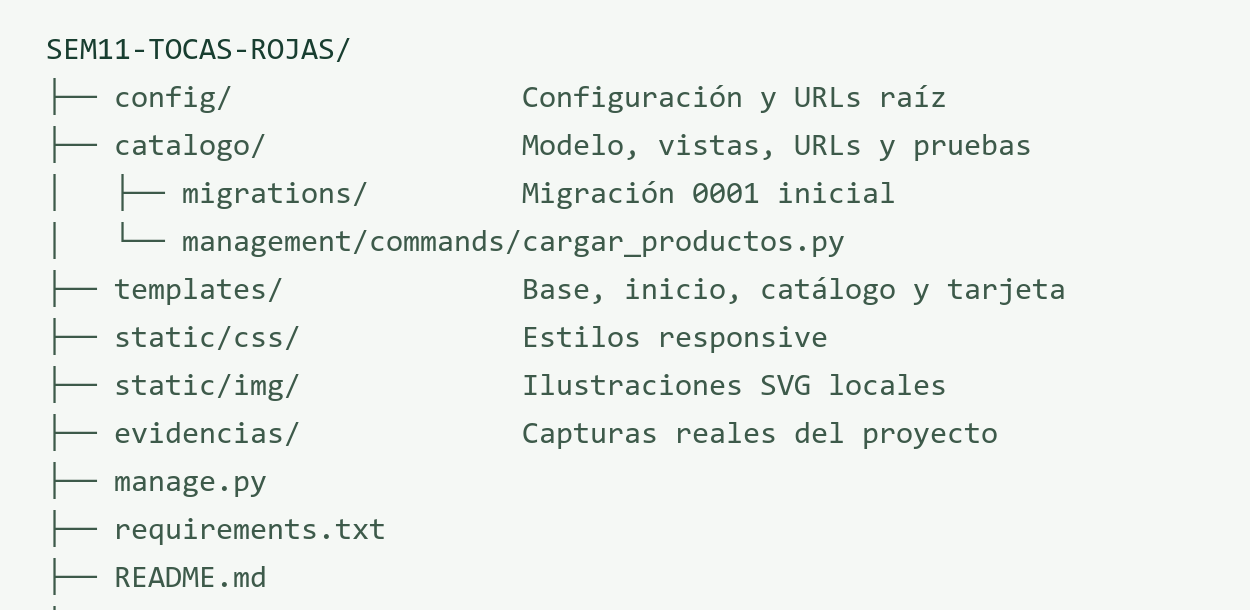 SEM11-TOCAS-ROJAS/
├── config/                 Configuración y URLs raíz
├── catalogo/               Modelo, vistas, URLs y pruebas
│   ├── migrations/         Migración 0001 inicial
│   └── management/commands/cargar_productos.py
├── templates/              Base, inicio, catálogo y tarjeta
├── static/css/             Estilos responsive
├── static/img/             Ilustraciones SVG locales
├── evidencias/             Capturas reales del proyecto
├── manage.py
├── requirements.txt
├── README.md